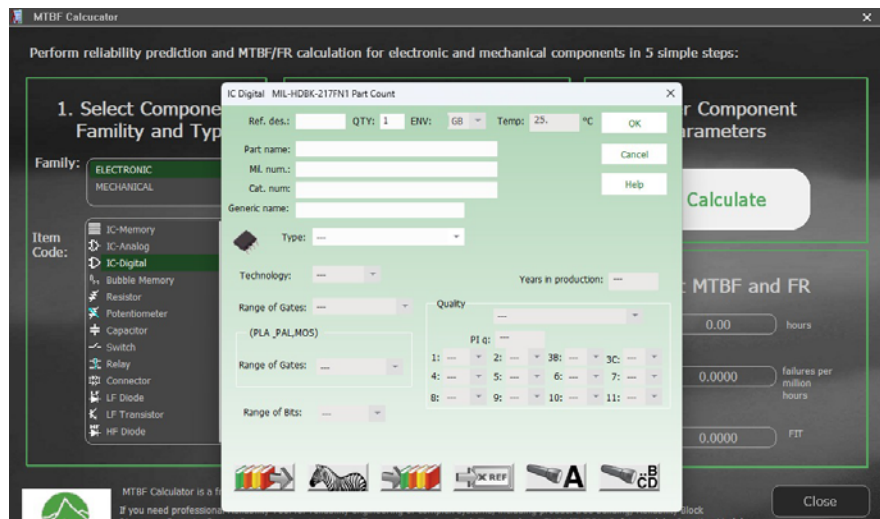 MTBF Calcucator
Perform reliability prediction and MTBF/FR calculation for electronic and mechanical components in 5 simple steps:
1. Select Compone
Famility and Typ
Family:
ELECTRONIC
MECHANICAL
Item
Code:
IC-Memory
IC-Analog
IC-Digital
Bubble Memory
Resistor
Potentiometer
Capacitor
Switch
Relay
Connector
LF Diode
LF Transistor
HF Diode
IC Digital MIL-HDBK-217FN1 Part Count
Ref. des.: QTY: 1 ENV: GB Temp: 25. °C OK
Part name: Cancel
Mil. num.:
Cat. num: Help
Generic name:
Type: ---
Technology: --- Years in production: ---
Range of Gates: ---
(PLA ,PAL,MOS)
Range of Gates: ---
Range of Bits: ---
Quality
---
PI q: ---
1: --- 2: --- 3B: --- 3C: ---
4: --- 5: --- 6: --- 7: ---
8: --- 9: --- 10: --- 11: ---
X REF
A
B
CD
r Component
rameters
Calculate
MTBF and FR
0.00 hours
0.0000 failures per
million
hours
0.0000 FIT
MTBF Calculator is a fr
If you need professiona
lock
Close